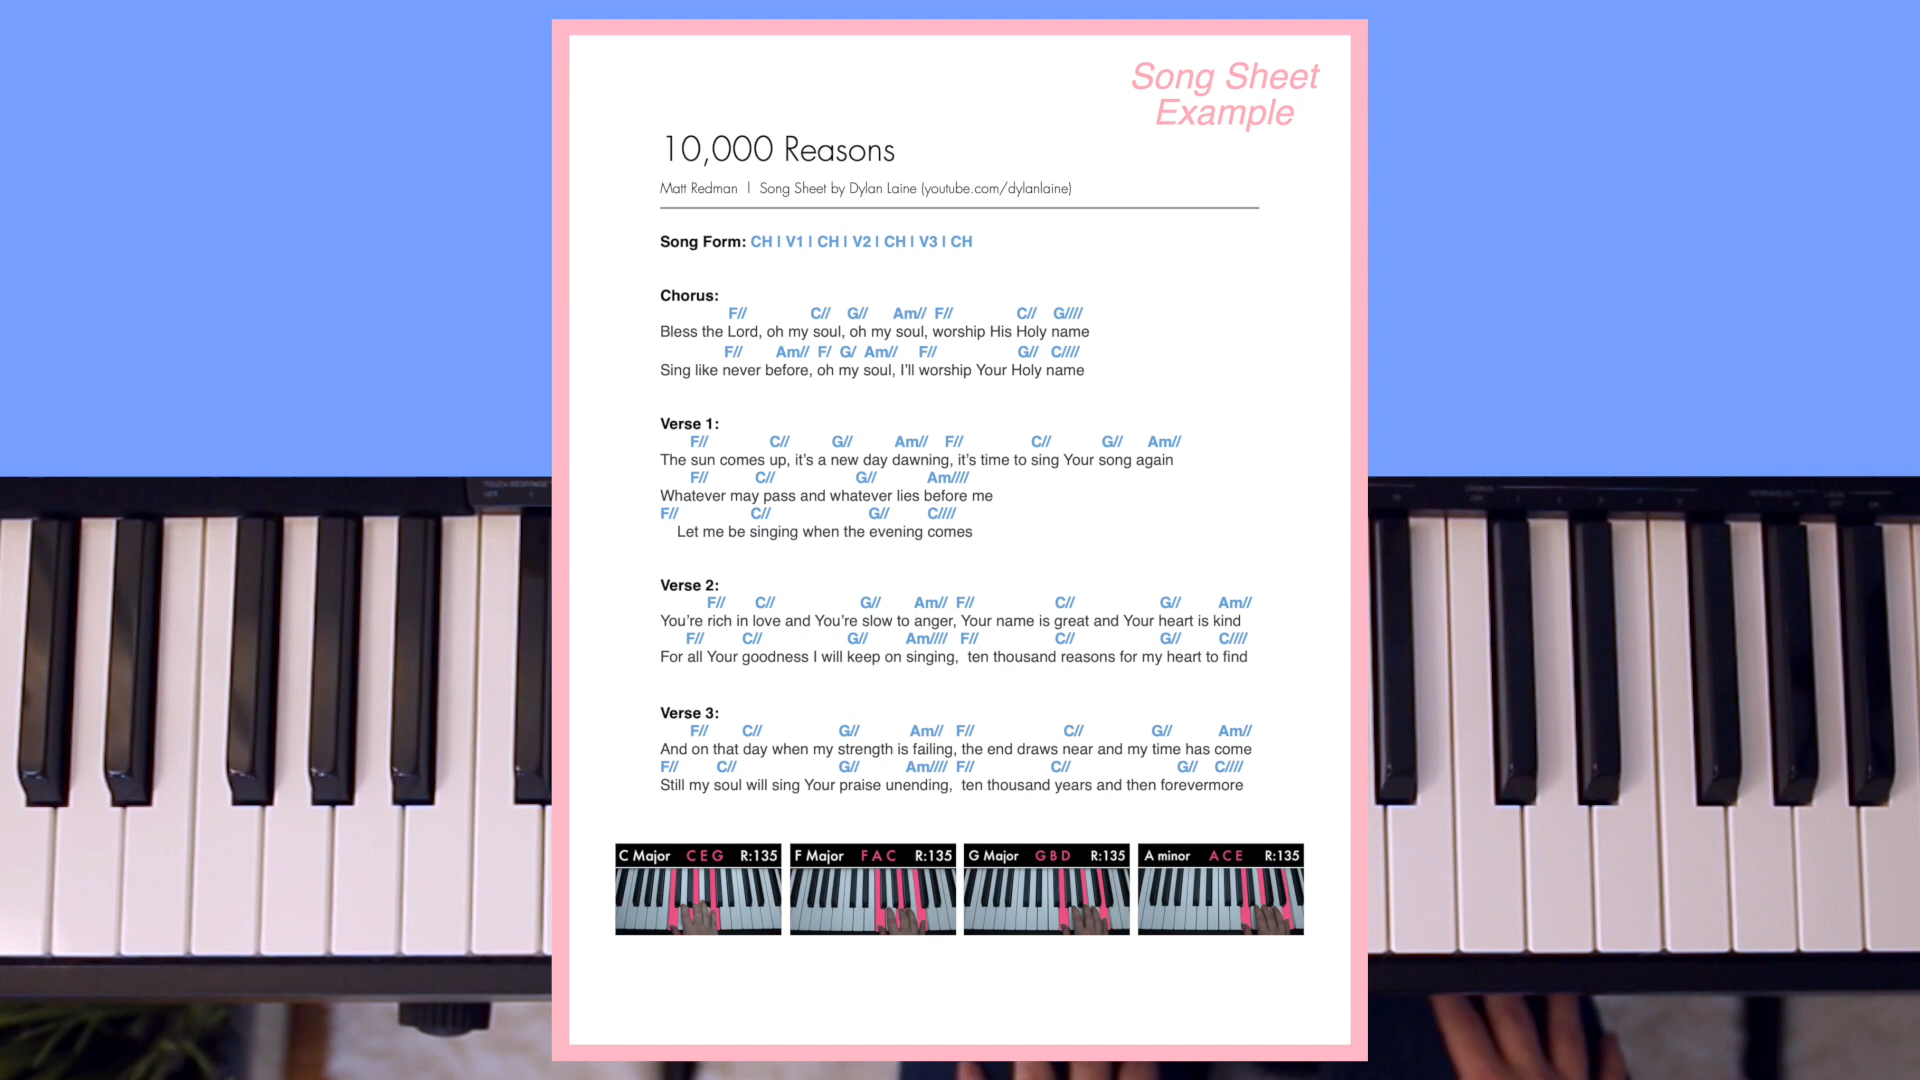 Song Sheet
Example
10,000 Reasons
Matt Redman | Song Sheet by Dylan Laine (youtube.com/dylanlaine)
Song Form: CH | V1 | CH | V2 | CH | V3 | CH
Chorus:
F// C// G// Am// F// C// G////
Bless the Lord, oh my soul, oh my soul, worship His Holy name
F// Am// F/ G/ Am// F// G// C////
Sing like never before, oh my soul, I'll worship Your Holy name
Verse 1:
F// C// G// Am// F// C// G// Am//
The sun comes up, it's a new day dawning, it's time to sing Your song again
F// C// G// Am////
Whatever may pass and whatever lies before me
F// C// G// C////
Let me be singing when the evening comes
Verse 2:
F// C// G// Am// F// C// G// Am//
You're rich in love and You're slow to anger, Your name is great and Your heart is kind
F// C// G// Am//// F// C// G// C////
For all Your goodness I will keep on singing, ten thousand reasons for my heart to find
Verse 3:
F// C// G// Am// F// C// G// Am//
And on that day when my strength is failing, the end draws near and my time has come
F// C// G// Am//// F// C// G// C////
Still my soul will sing Your praise unending, ten thousand years and then forevermore
C Major C E G R:135
F Major F A C R:135
G Major G B D R:135
A minor A C E R:135